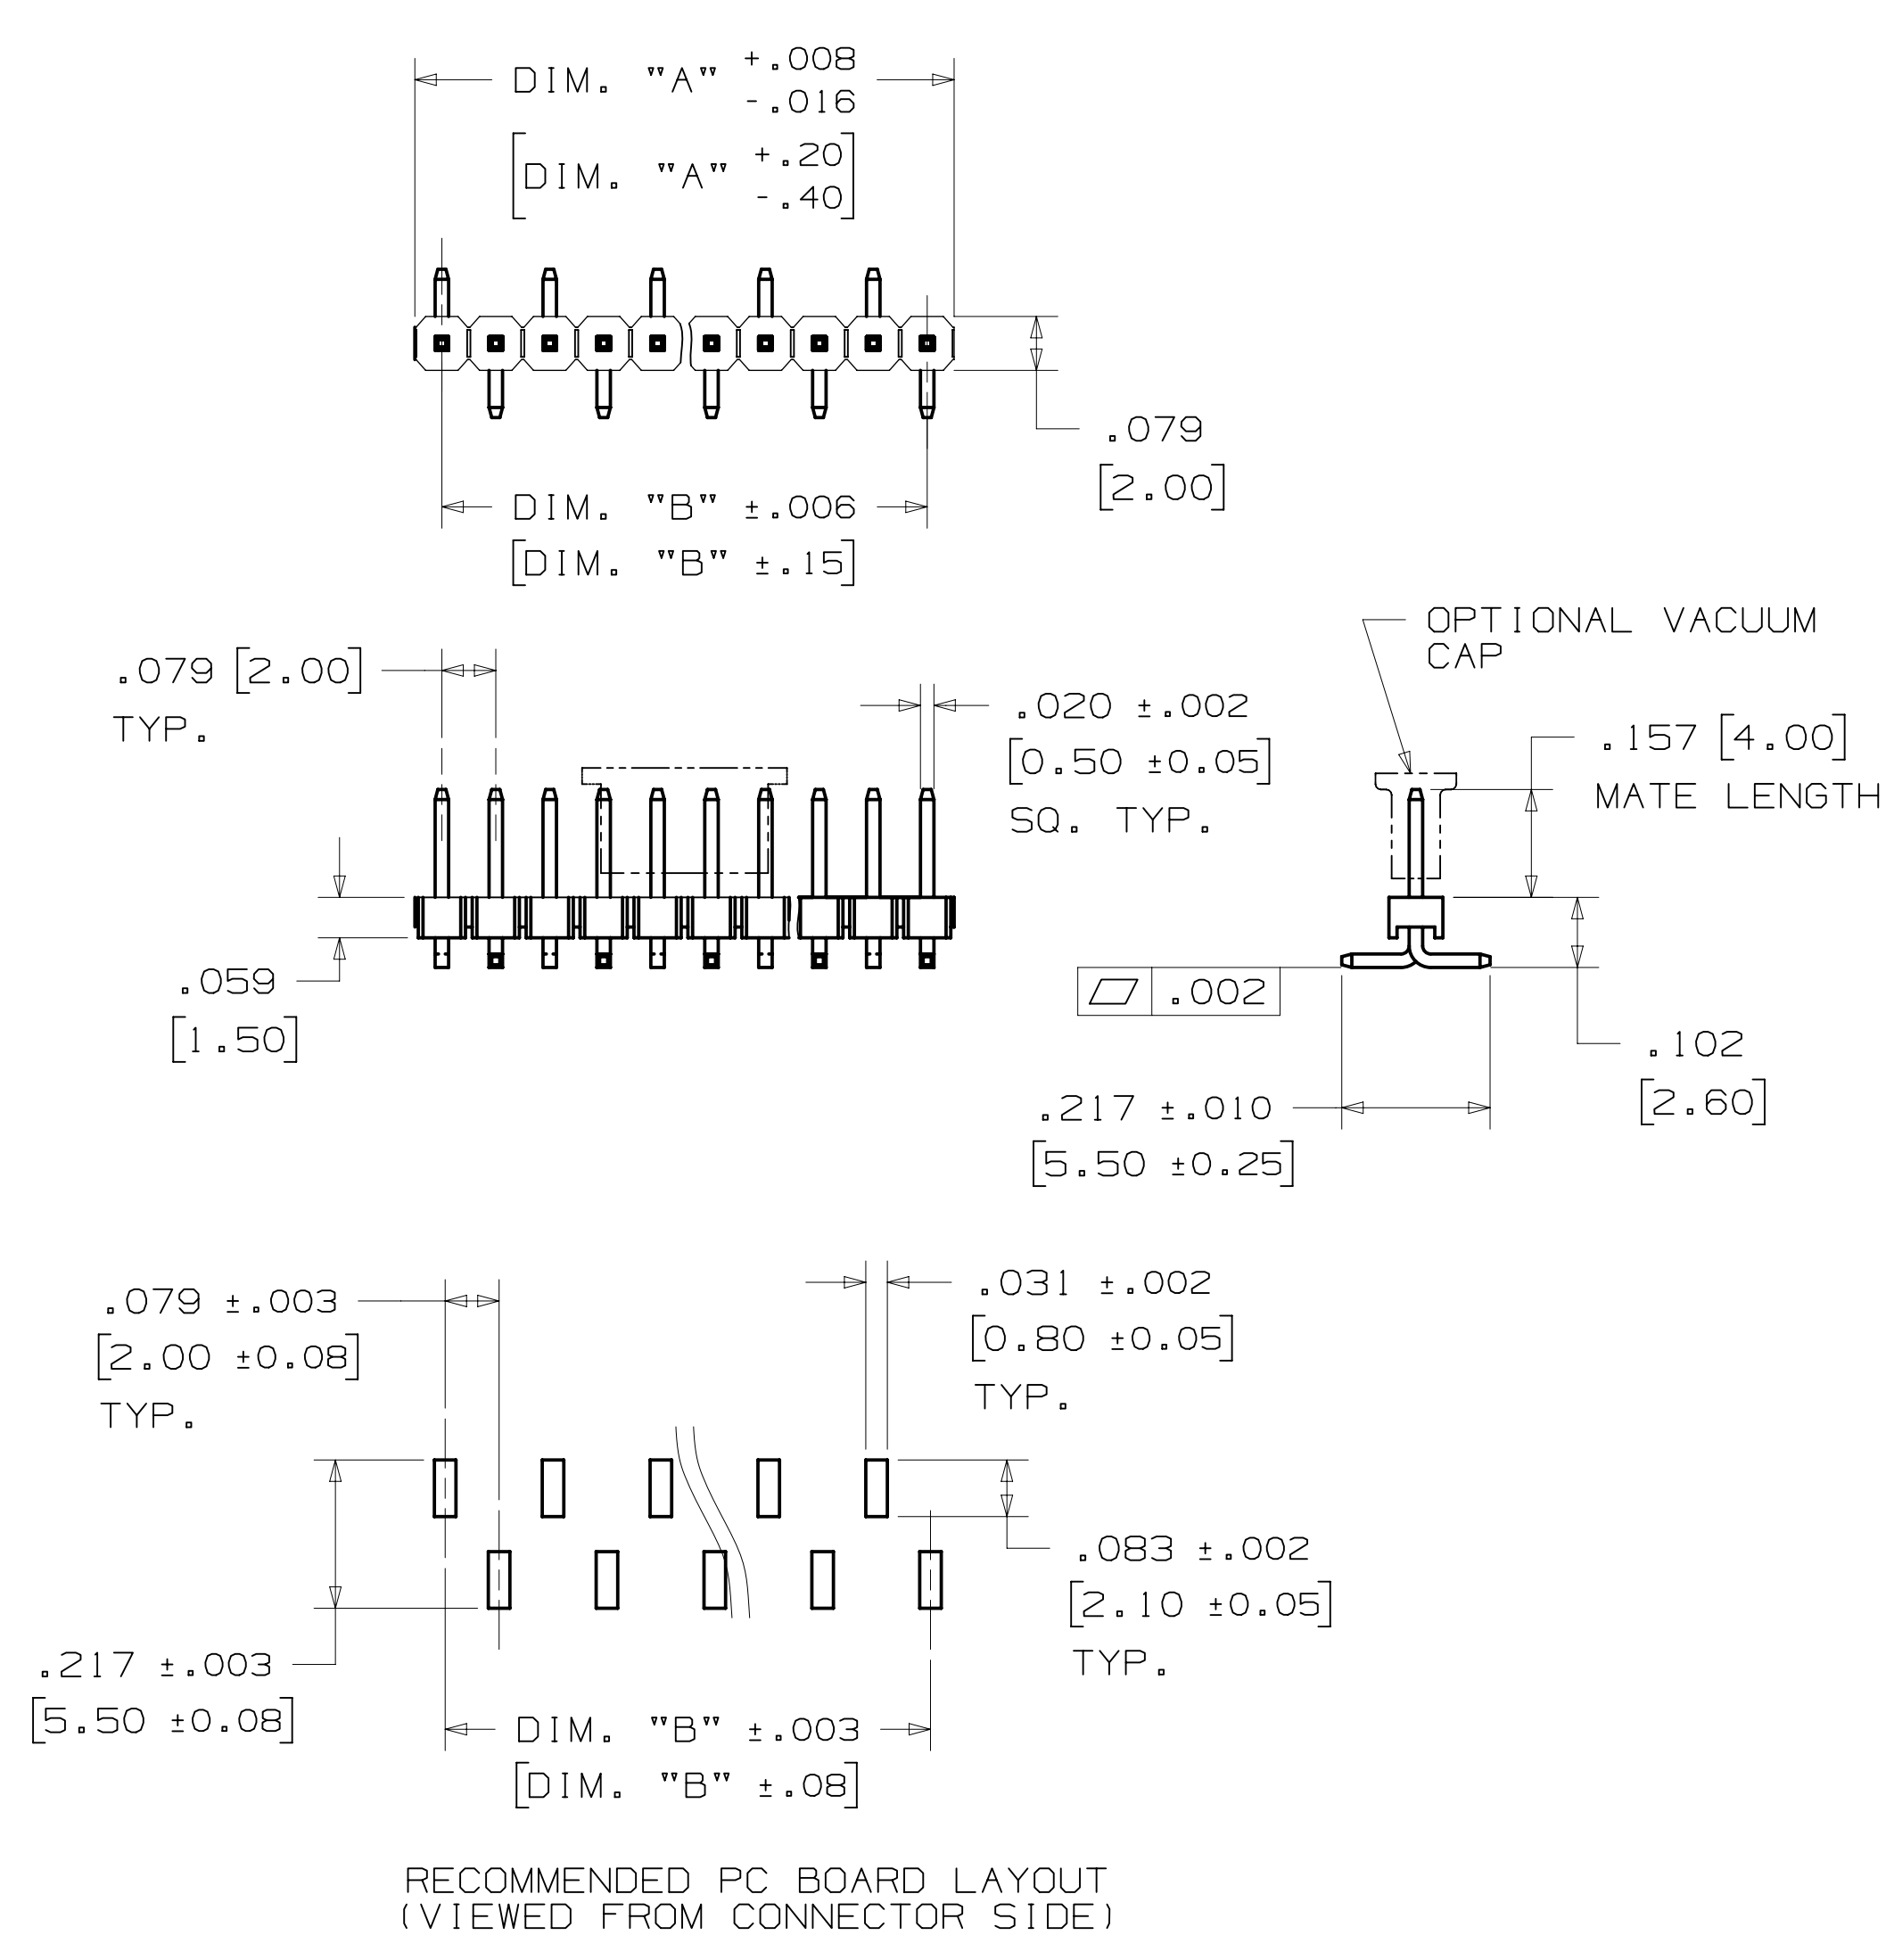 DIM. "A" +.008
-.016
[DIM. "A" +.20
-.40]
.079
[2.00]
DIM. "B" ±.006
[DIM. "B" ±.15]
OPTIONAL VACUUM
CAP
.079 [2.00]
TYP.
.020 ±.002
[0.50 ±0.05]
SQ. TYP.
.157 [4.00]
MATE LENGTH
.059
[1.50]
.002
.102
[2.60]
.217 ±.010
[5.50 ±0.25]
.079 ±.003
[2.00 ±0.08]
TYP.
.031 ±.002
[0.80 ±0.05]
TYP.
.083 ±.002
[2.10 ±0.05]
TYP.
.217 ±.003
[5.50 ±0.08]
DIM. "B" ±.003
[DIM. "B" ±.08]
RECOMMENDED PC BOARD LAYOUT
(VIEWED FROM CONNECTOR SIDE)